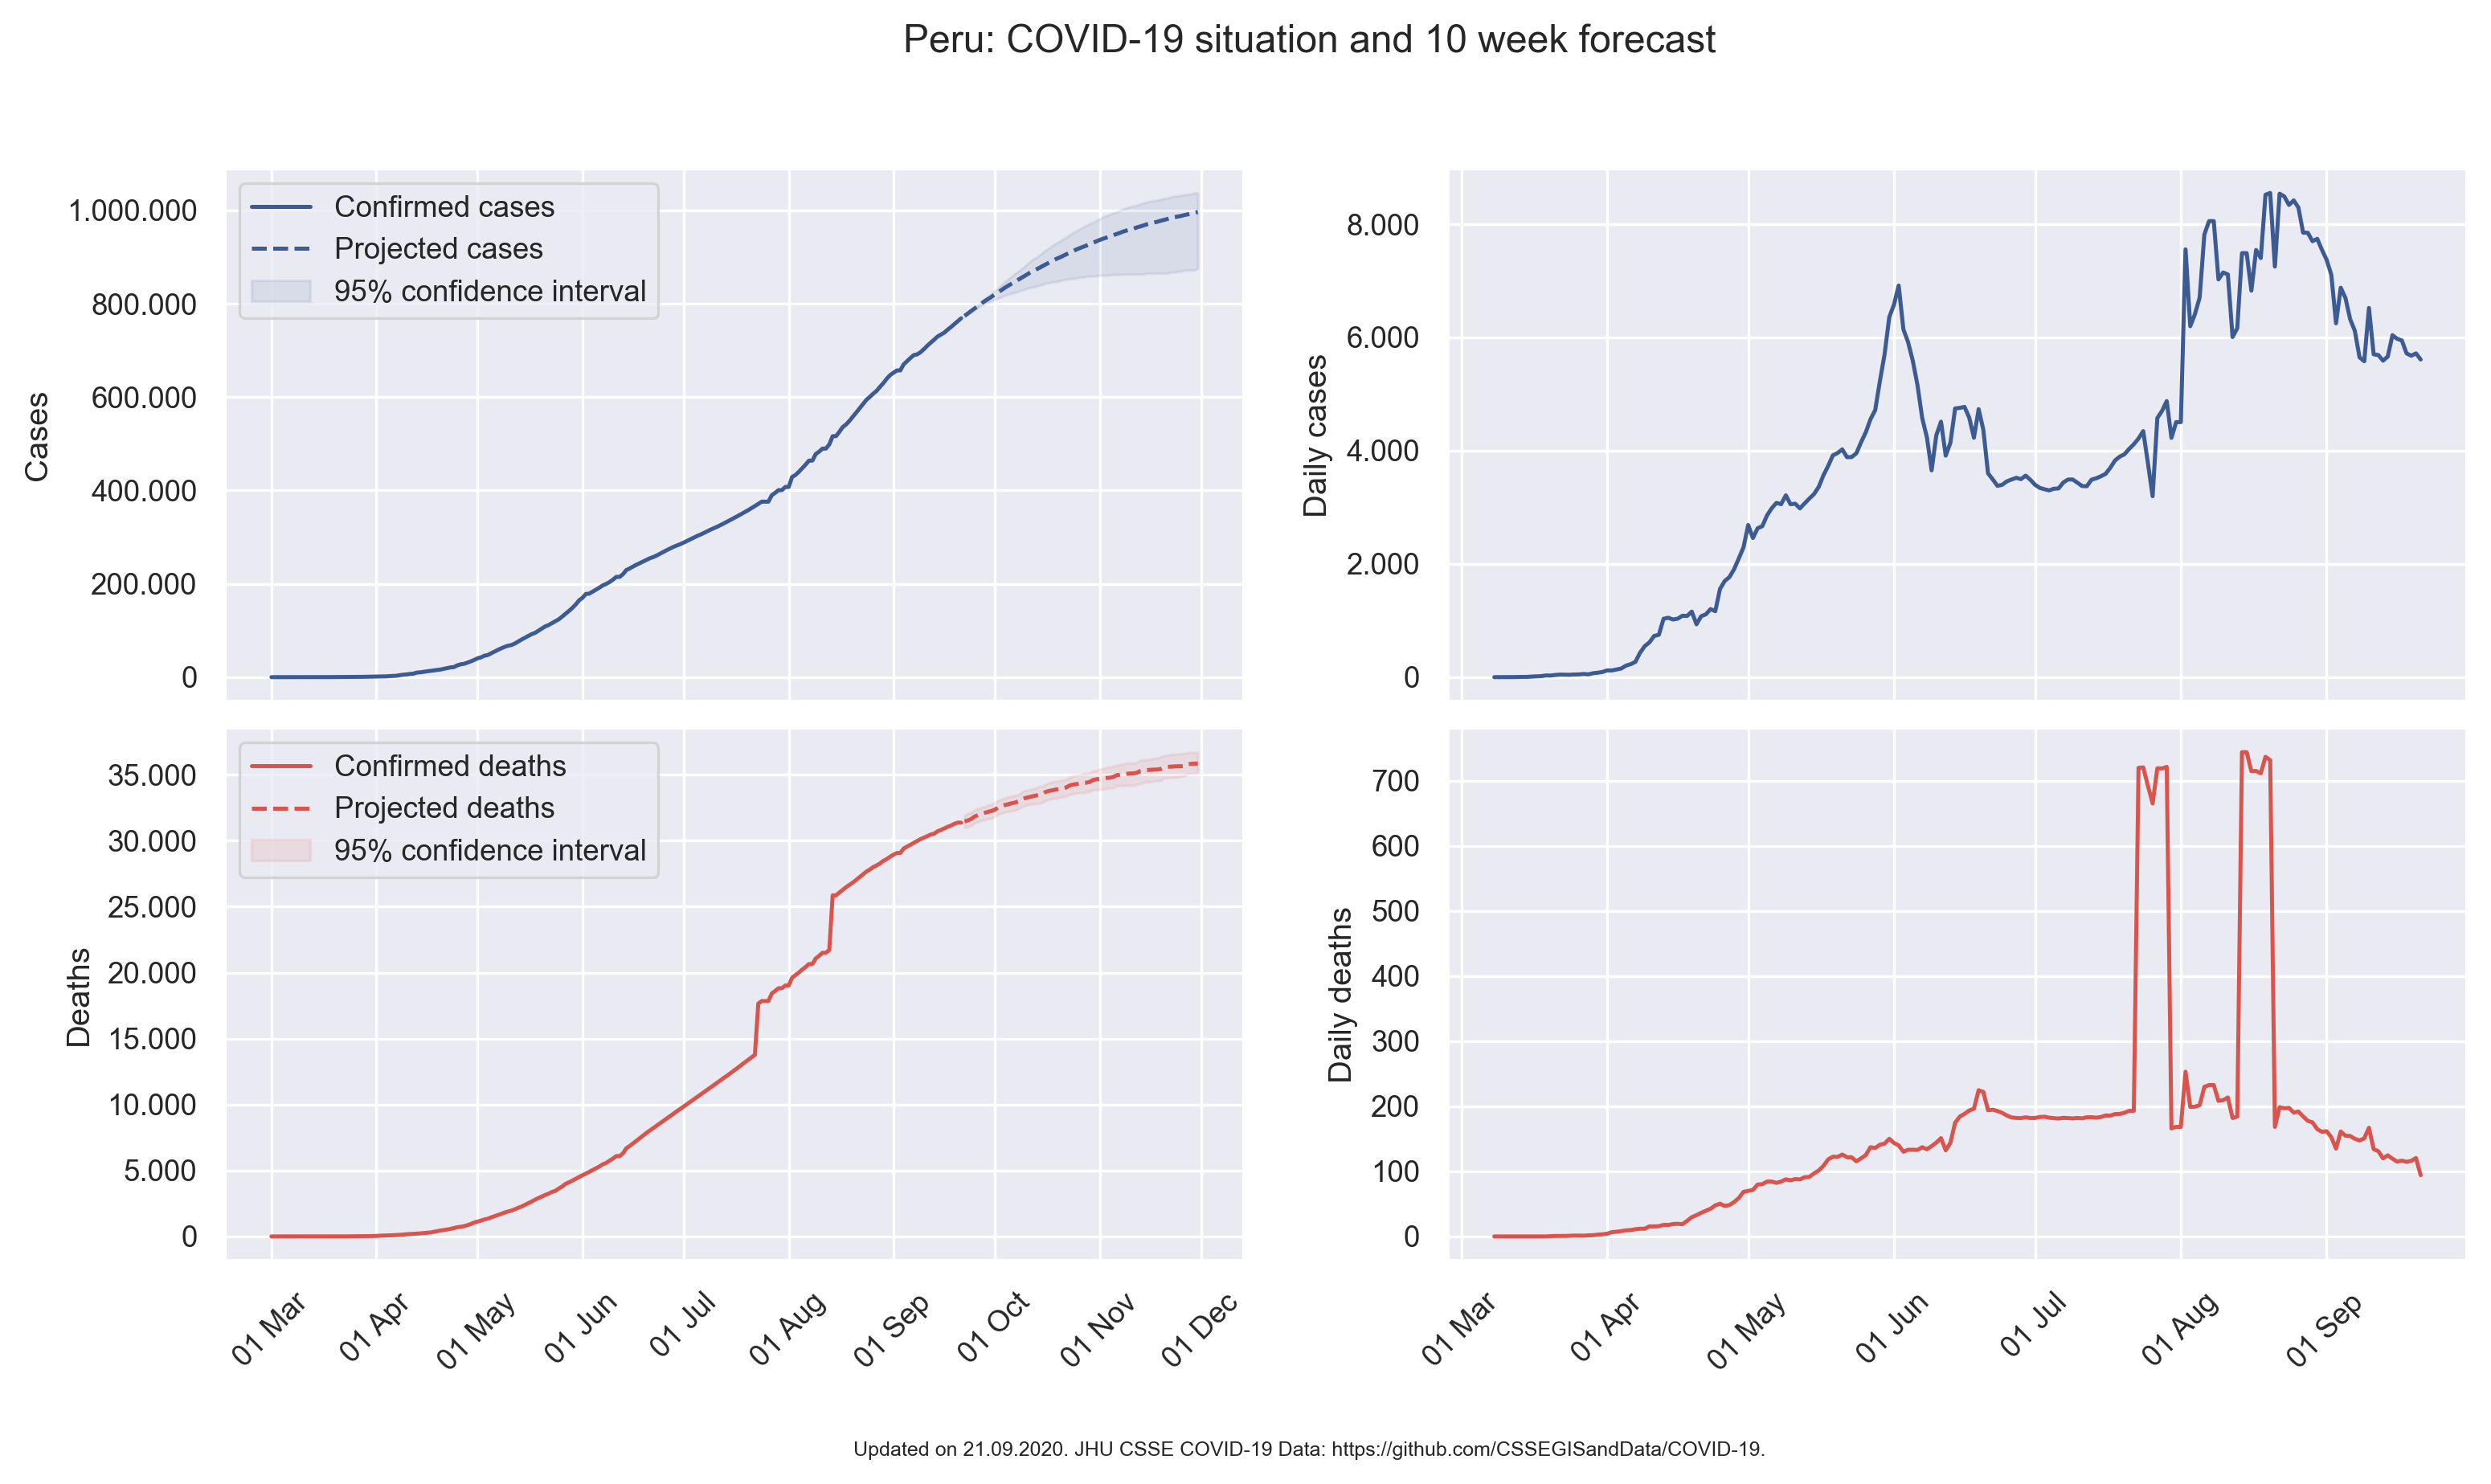 Peru: COVID-19 situation and 10 week forecast
Confirmed cases
Projected cases
95% confidence interval
Cases
1.000.000
800.000
600.000
400.000
200.000
0
Daily cases
8.000
6.000
4.000
2.000
0
Confirmed deaths
Projected deaths
95% confidence interval
Deaths
35.000
30.000
25.000
20.000
15.000
10.000
5.000
0
01 Mar
01 Apr
01 May
01 Jun
01 Jul
01 Aug
01 Sep
01 Oct
01 Nov
01 Dec
Daily deaths
700
600
500
400
300
200
100
0
01 Mar
01 Apr
01 May
01 Jun
01 Jul
01 Aug
01 Sep
Updated on 21.09.2020. JHU CSSE COVID-19 Data: https://github.com/CSSEGISandData/COVID-19.